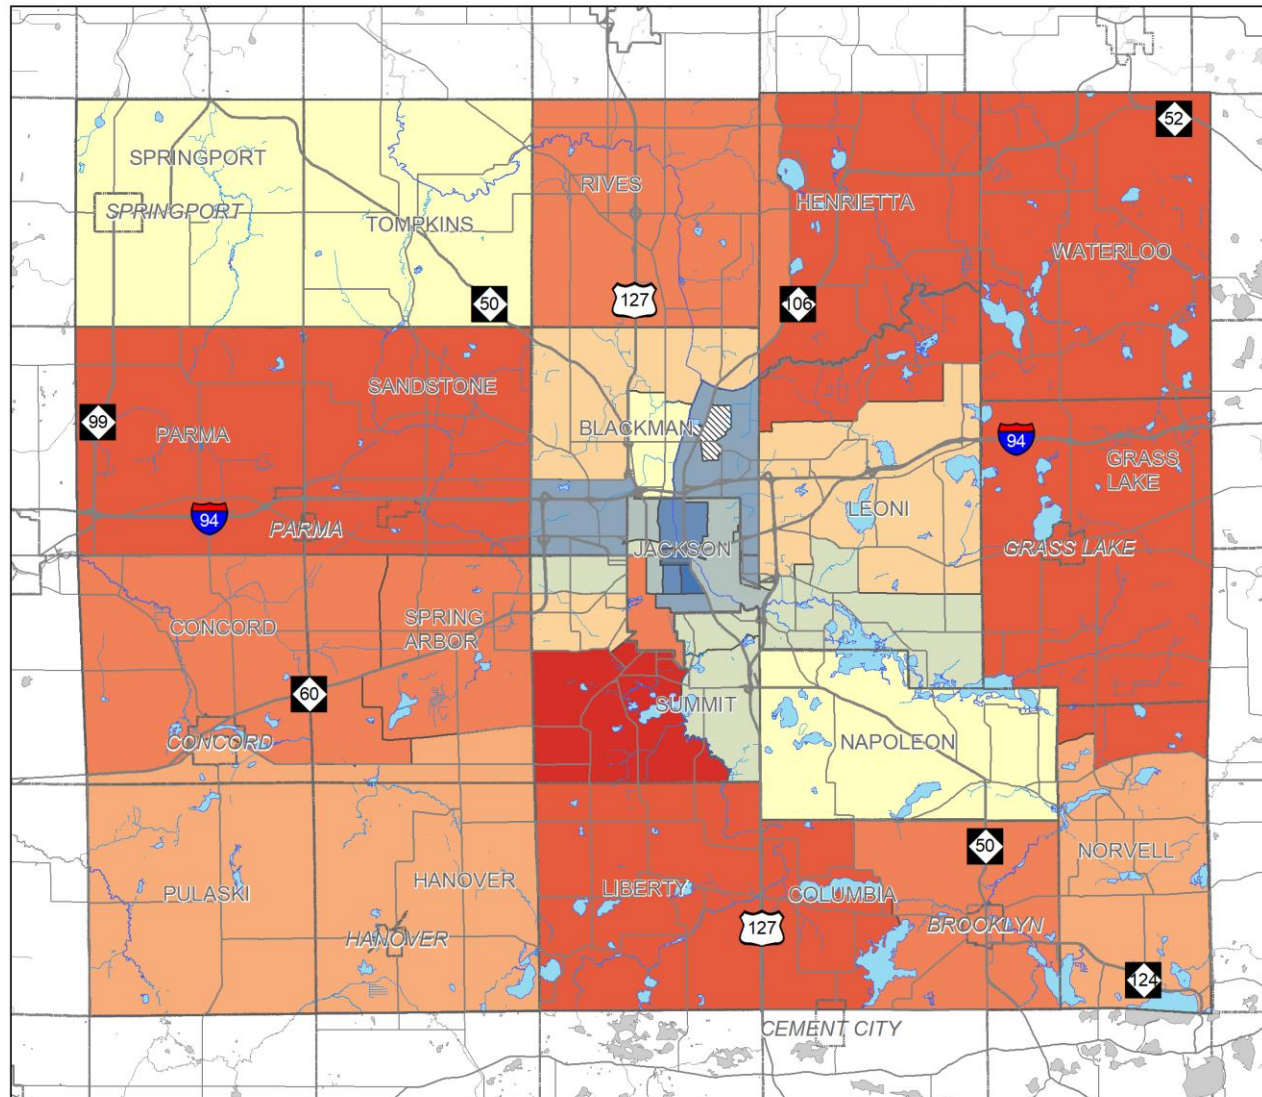 52
SPRINGPORT
RIVES
SPRINGPORT
HENRIETTA
TOMPKINS
WATERLOO
50
127
106
SANDSTONE
99
PARMA
BLACKMAN
94
GRASS
LAKE
LEONI
94
PARMA
JACKSON
GRASS LAKE
CONCORD
SPRING
ARBOR
60
SUMMIT
CONCORD
NAPOLEON
50
NORVELL
PULASKI
HANOVER
LIBERTY
COLUMBIA
HANOVER
127
BROOKLYN
124
CEMENT CITY